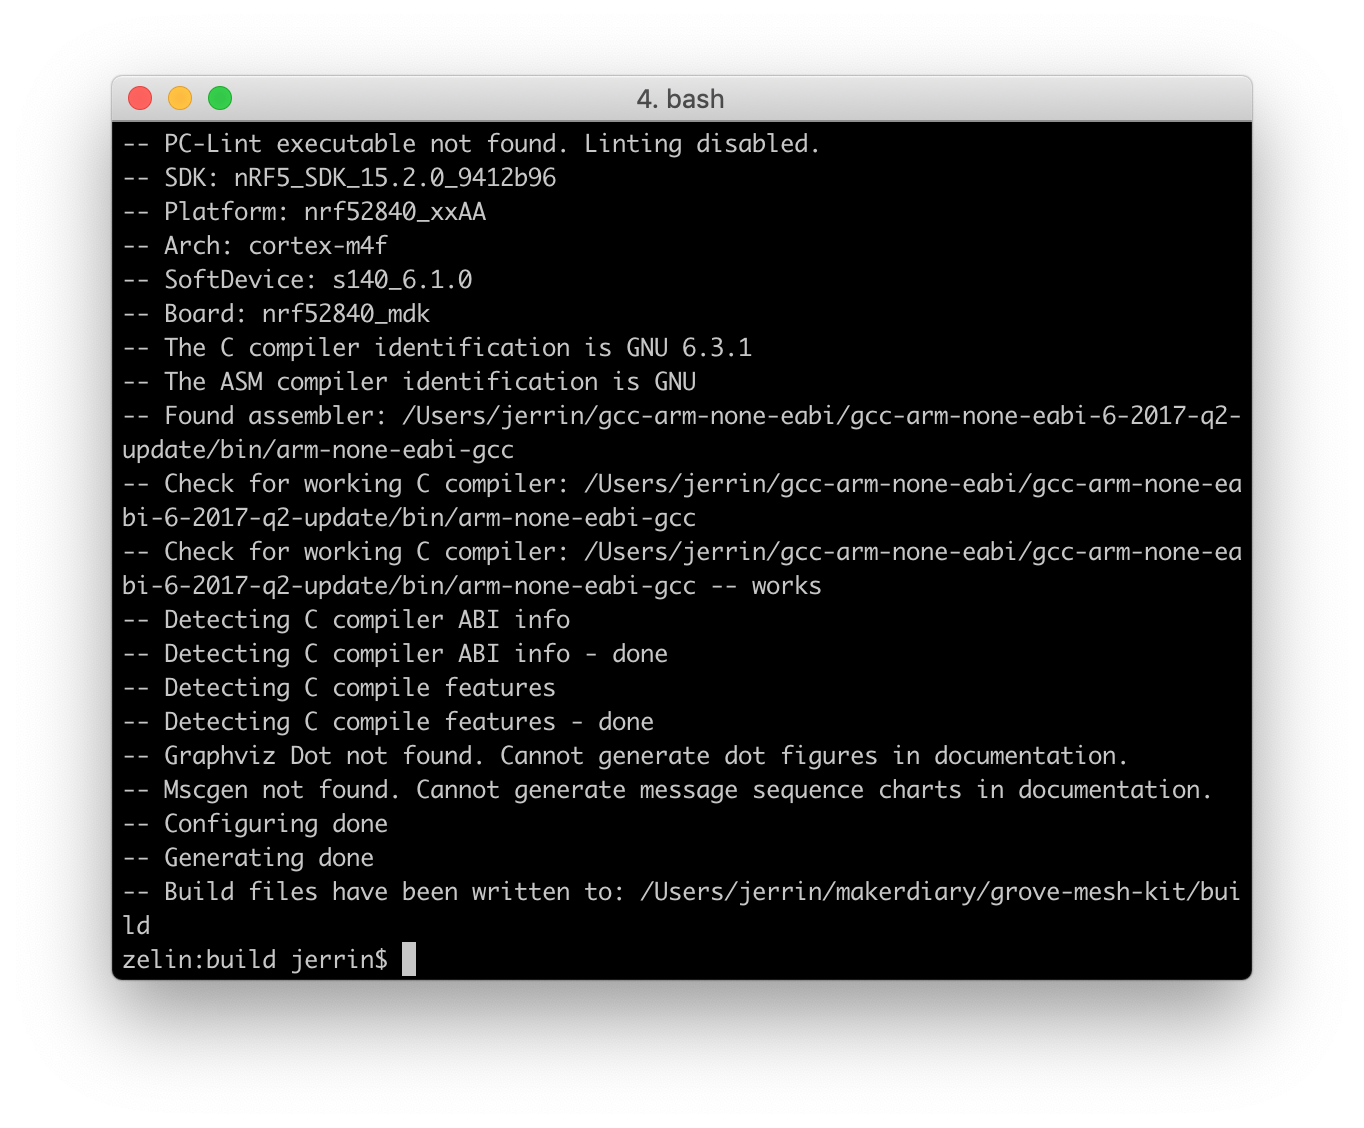 4. bash
-- PC-Lint executable not found. Linting disabled.
-- SDK: nRF5_SDK_15.2.0_9412b96
-- Platform: nrf52840_xxAA
-- Arch: cortex-m4f
-- SoftDevice: s140_6.1.0
-- Board: nrf52840_mdk
-- The C compiler identification is GNU 6.3.1
-- The ASM compiler identification is GNU
-- Found assembler: /Users/jerrin/gcc-arm-none-eabi/gcc-arm-none-eabi-6-2017-q2-
update/bin/arm-none-eabi-gcc
-- Check for working C compiler: /Users/jerrin/gcc-arm-none-eabi/gcc-arm-none-ea
bi-6-2017-q2-update/bin/arm-none-eabi-gcc
-- Check for working C compiler: /Users/jerrin/gcc-arm-none-eabi/gcc-arm-none-ea
bi-6-2017-q2-update/bin/arm-none-eabi-gcc -- works
-- Detecting C compiler ABI info
-- Detecting C compiler ABI info - done
-- Detecting C compile features
-- Detecting C compile features - done
-- Graphviz Dot not found. Cannot generate dot figures in documentation.
-- Mscgen not found. Cannot generate message sequence charts in documentation.
-- Configuring done
-- Generating done
-- Build files have been written to: /Users/jerrin/makerdiary/grove-mesh-kit/bui
ld
zelin:build jerrin$